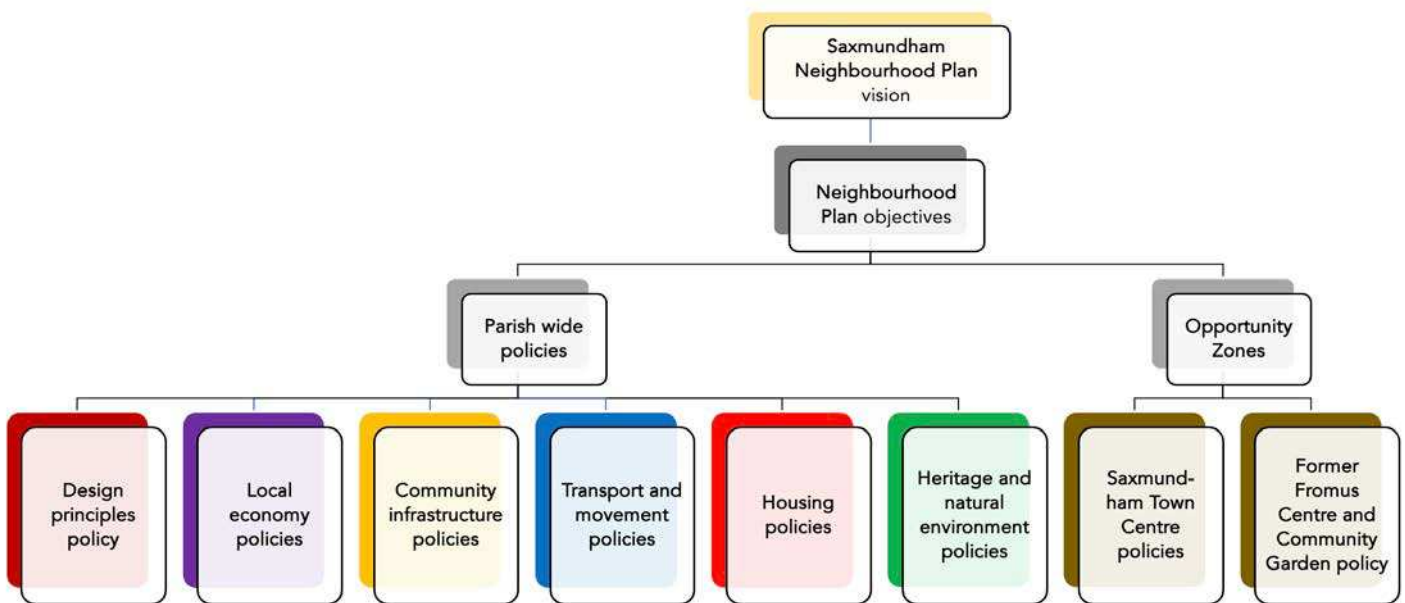 Saxmundham
Neighbourhood Plan
vision
Neighbourhood
Plan objectives
Parish wide
policies
Opportunity
Zones
Design
principles
policy
Local
economy
policies
Community
infrastructure
policies
Transport and
movement
policies
Housing
policies
Heritage and
natural
environment
policies
Saxmund-
ham Town
Centre
policies
Former
Fromus
Centre and
Community
Garden policy